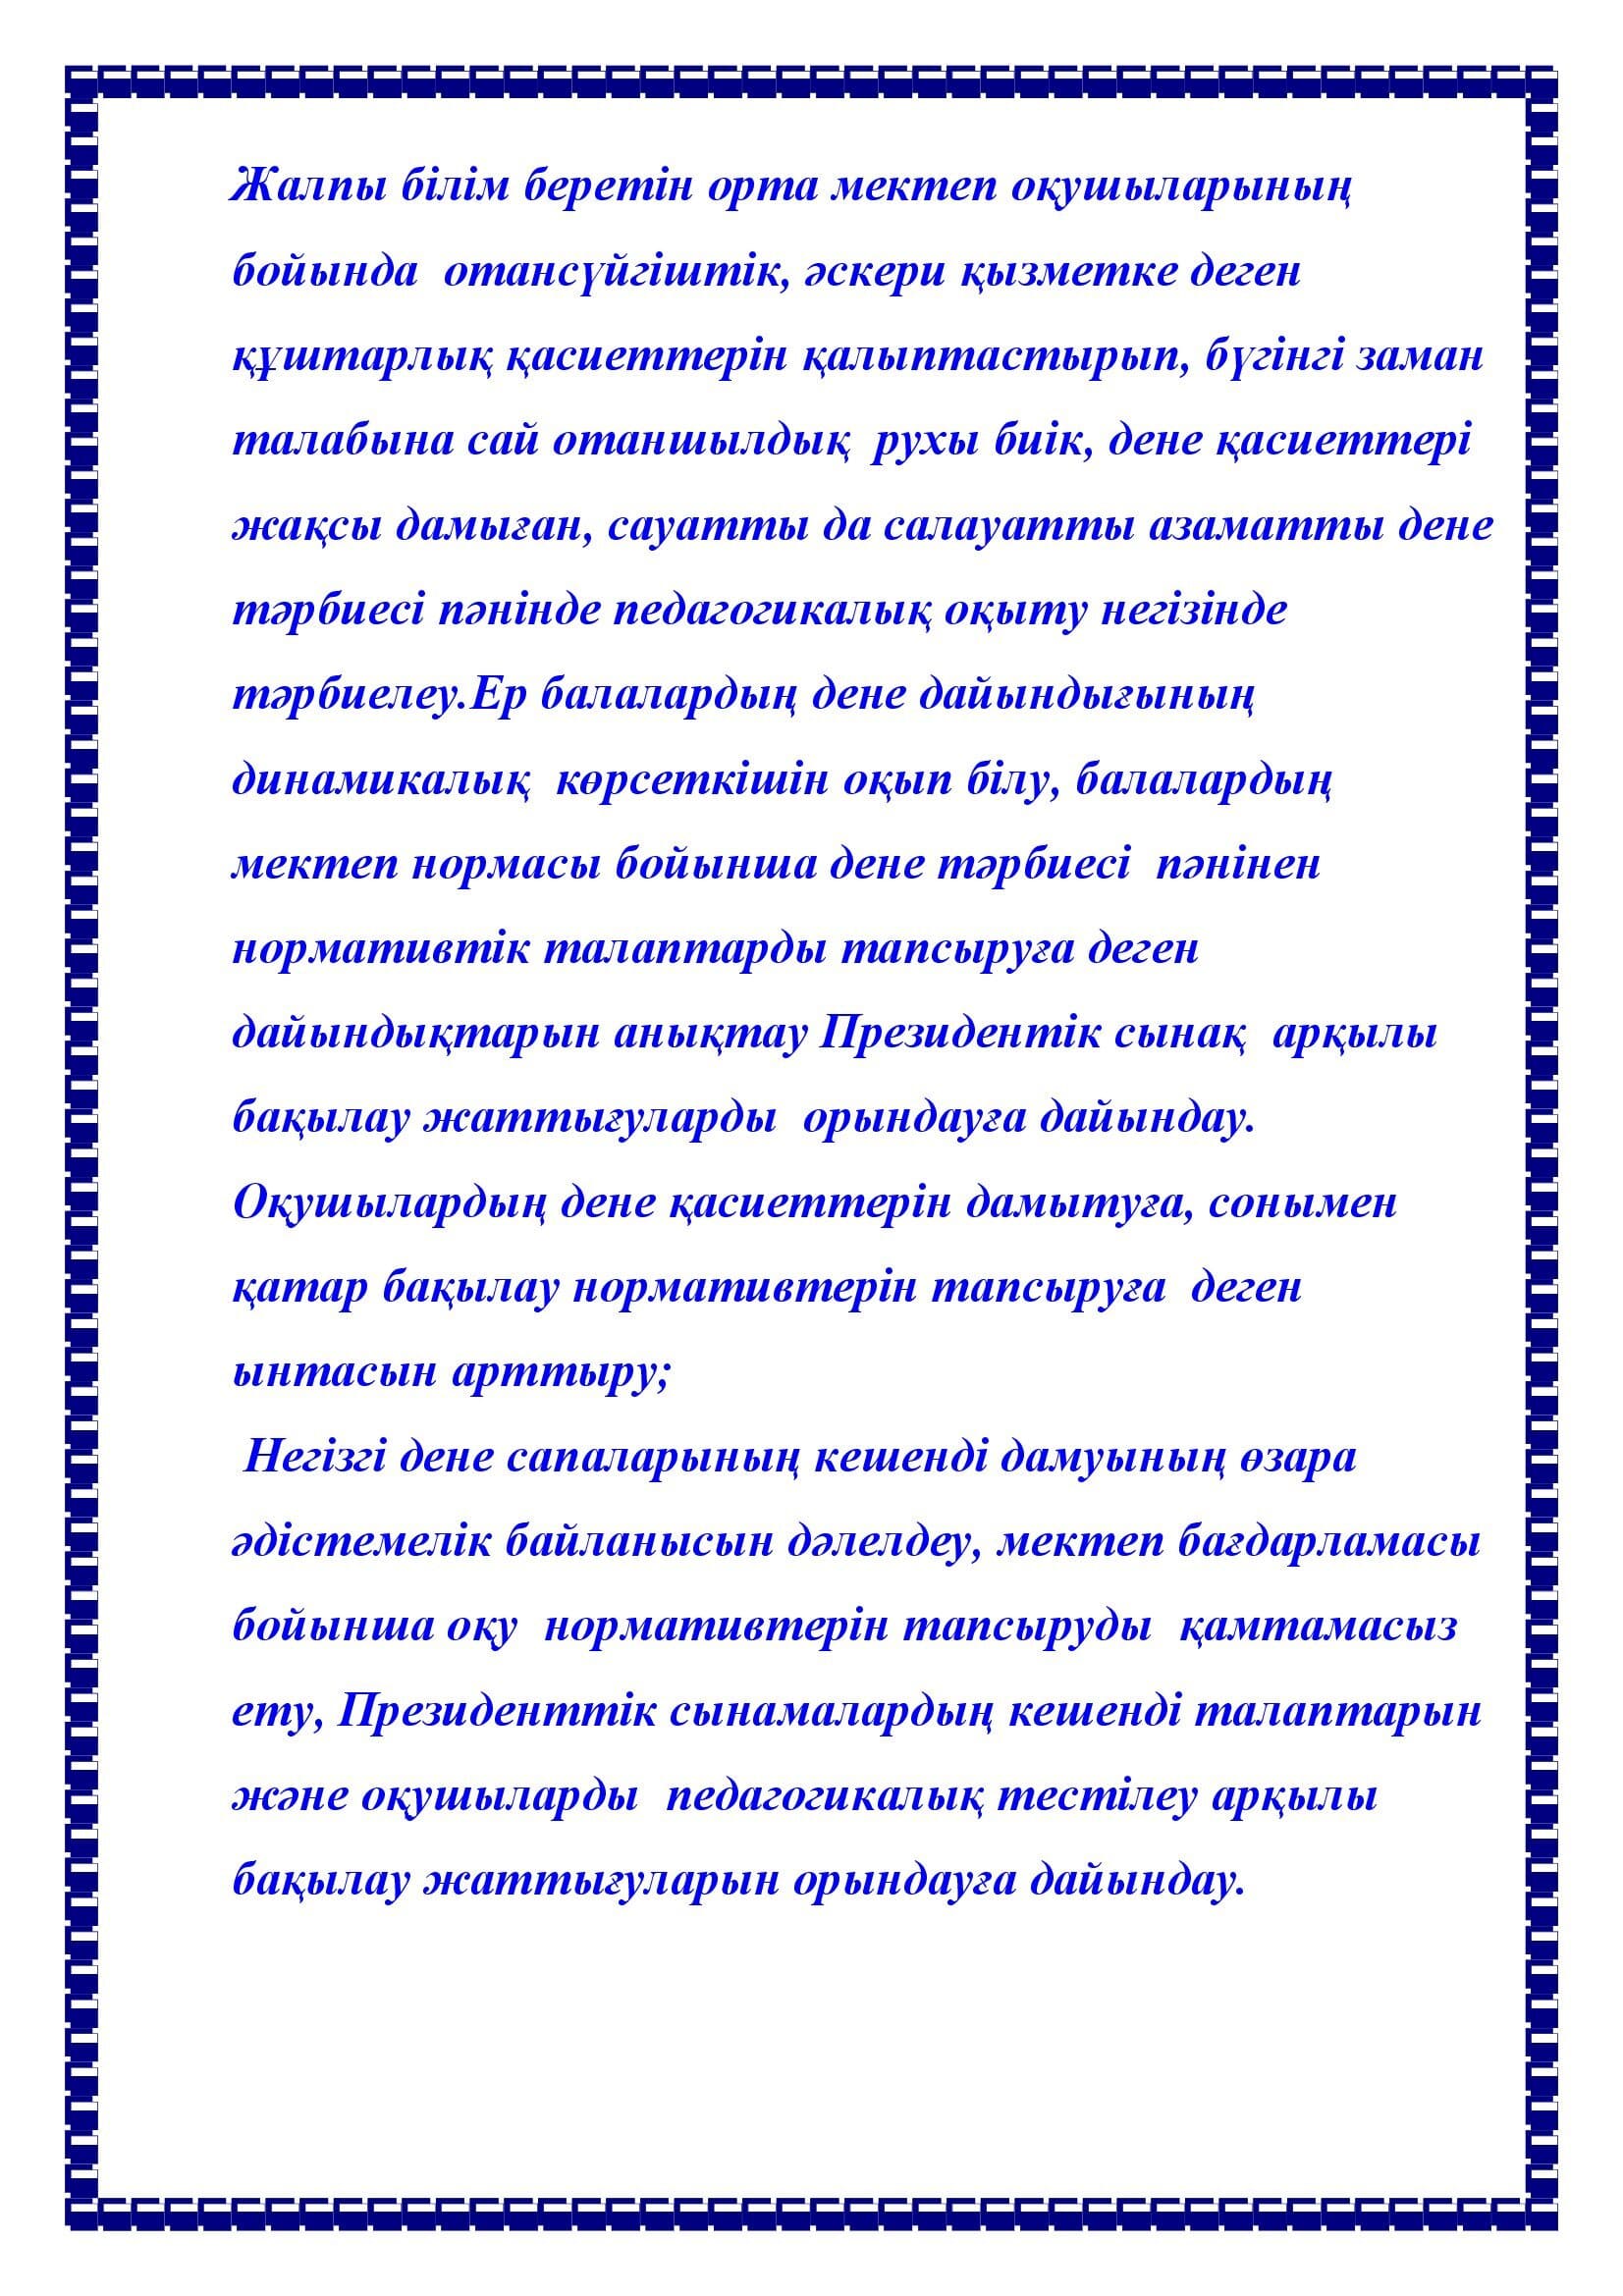 Жалпы білім беретін орта мектеп оқушыларының
бойында отансүйгіштік, әскери қызметке деген
құштарлық қасиеттерін қалыптастырып, бүгінгі заман
талабына сай отаншылдық рухы биік, дене қасиеттері
жақсы дамыған, сауатты да салауатты азаматты дене
тәрбиесі пәнінде педагогикалық оқыту негізінде
тәрбиелеу.Ер балалардың дене дайындығының
динамикалық көрсеткішін оқып білу, балалардың
мектеп нормасы бойынша дене тәрбиесі пәнінен
нормативтік талаптарды тапсыруға деген
дайындықтарын анықтау Президентік сынақ арқылы
бақылау жаттығуларды орындауға дайындау.
Оқушылардың дене қасиеттерін дамытуға, сонымен
қатар бақылау нормативтерін тапсыруға деген
ынтасын арттыру;
Негізгі дене сапаларының кешенді дамуының өзара
әдістемелік байланысын дәлелдеу, мектеп бағдарламасы
бойынша оқу нормативтерін тапсыруды қамтамасыз
ету, Президенттік сынамалардың кешенді талаптарын
және оқушыларды педагогикалық тестілеу арқылы
бақылау жаттығуларын орындауға дайындау.